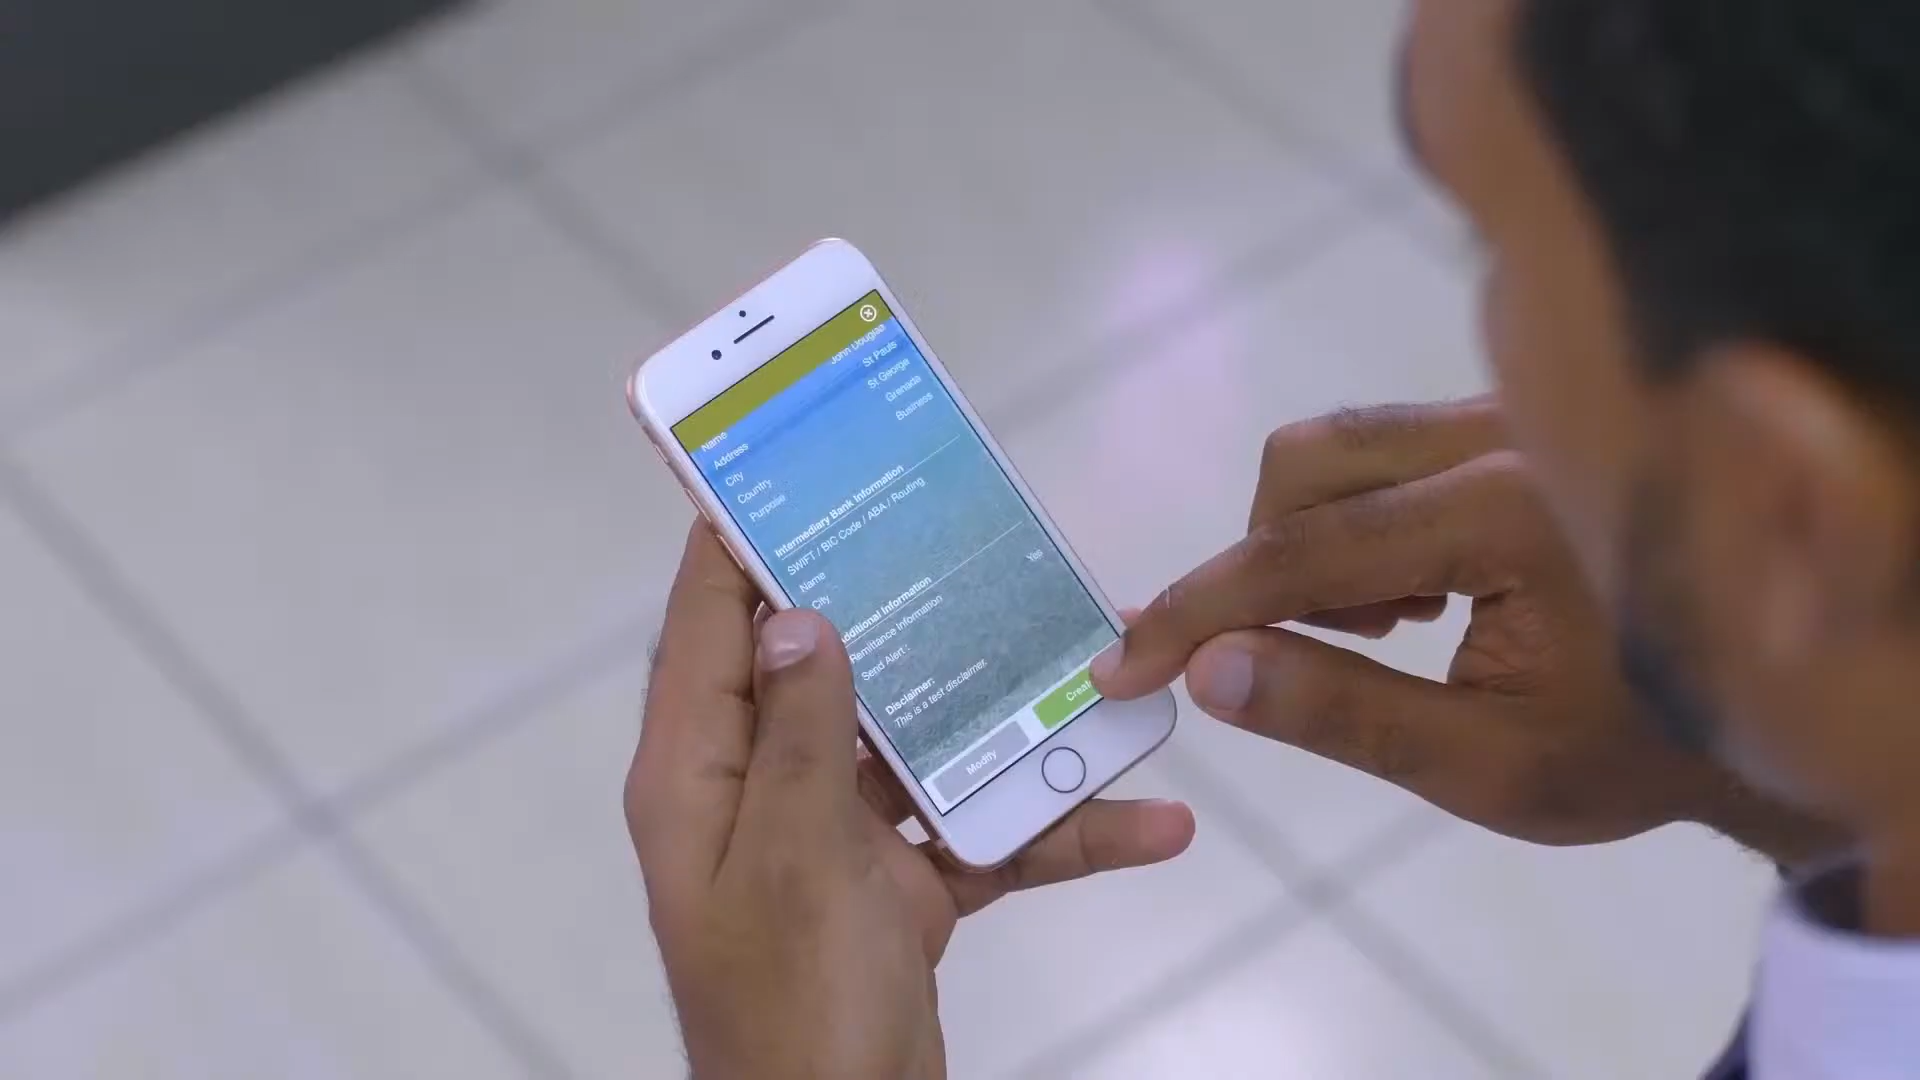 Name John Douglas
Address St Pauls
City St George
Country Grenada
Purpose Business
Intermediary Bank Information
SWIFT / BIC Code / ABA / Routing
Name
City
Additional Information
Remittance Information
Send Alert : Yes
Disclaimer:
This is a test disclaimer.
Modify
Create